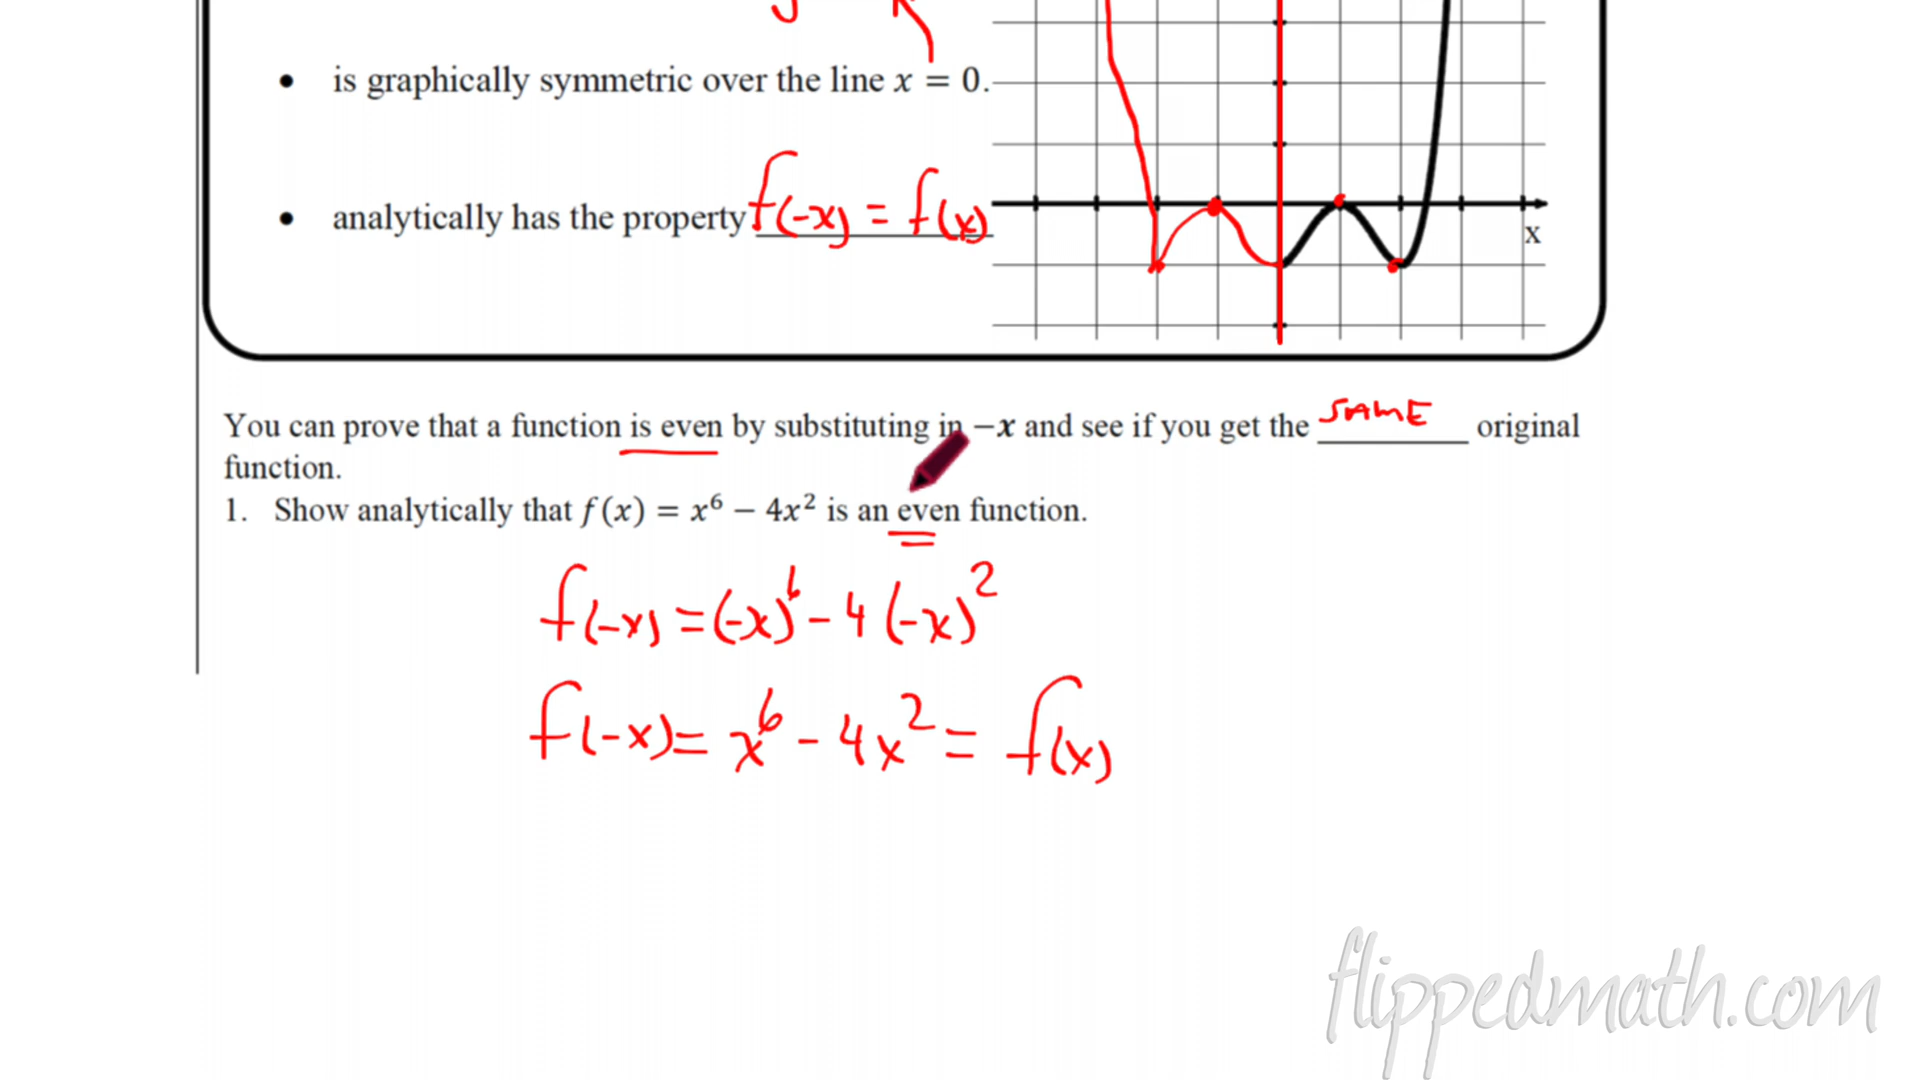 • is graphically symmetric over the line x = 0.
• analytically has the property f(-x) = f(x)
x
You can prove that a function is even by substituting in −x and see if you get the SAME original
function.
1. Show analytically that f(x) = x⁶ − 4x² is an even function.
f(-x) = (-x)⁶ - 4(-x)²
f(-x) = x⁶ - 4x² = f(x)
flippedmath.com